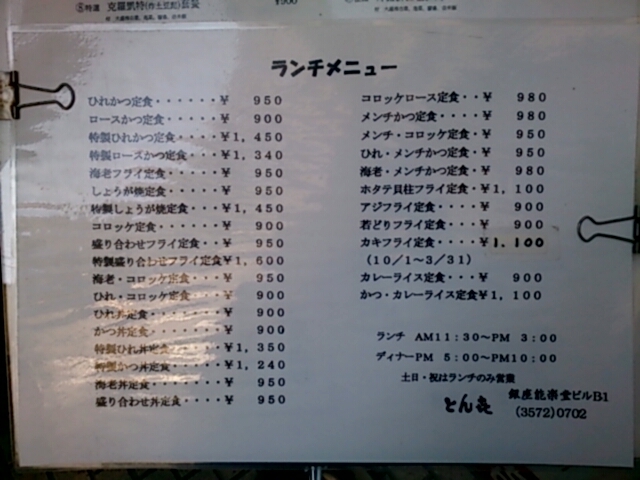 ⑧特選 克羅凱特(炸土豆肥)套餐 ¥900
ランチメニュー
ひれかつ定食・・・・・・¥ 950
ロースかつ定食・・・・・¥ 900
特製ひれかつ定食・・・・¥1,450
特製ロースかつ定食・・・¥1,340
海老フライ定食・・・・・¥ 950
しょうが焼定食・・・・・¥ 950
特製しょうが焼定食・・・¥1,450
コロッケ定食・・・・・・¥ 900
盛り合わせフライ定食・・¥ 950
特製盛り合わせフライ定食¥1,600
海老・コロッケ定食・・・¥ 950
ひれ・コロッケ定食・・・¥ 900
ひれ丼定食・・・・・・・¥ 900
かつ丼定食・・・・・・・¥ 900
特製ひれ丼定食・・・・・¥1,350
特製かつ丼定食・・・・・¥1,240
海老丼定食・・・・・・・¥ 950
盛り合わせ丼定食・・・・¥ 950
コロッケロース定食・・¥ 980
メンチかつ定食・・・・¥ 980
メンチ・コロッケ定食・¥ 950
ひれ・メンチかつ定食・¥ 950
海老・メンチかつ定食・¥ 980
ホタテ貝柱フライ定食・¥1,100
アジフライ定食・・・・¥ 900
若どりフライ定食・・・¥ 900
カキフライ定食・・・・¥1,100
(10/1〜3/31)
カレーライス定食・・・¥ 900
かつ・カレーライス定食¥1,100
ランチ AM11:30〜PM 3:00
ディナーPM 5:00〜PM10:00
土日・祝はランチのみ営業
とん㐂 銀座能楽堂ビルB1
(3572)0702